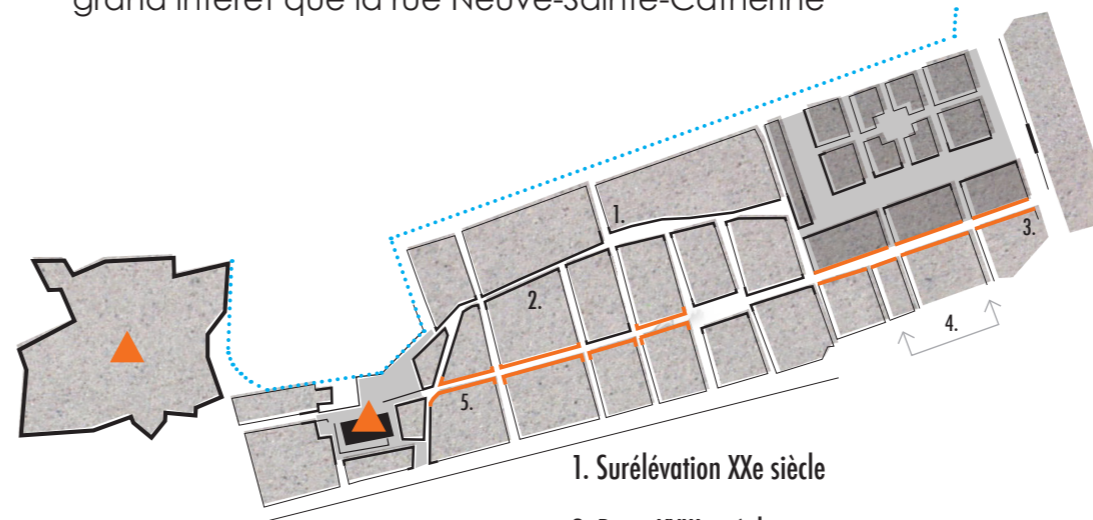 grand intérêt que la rue Neuve-Sainte-Catherine
1.
2.
3.
4.
5.
1. Surélévation XXe siècle